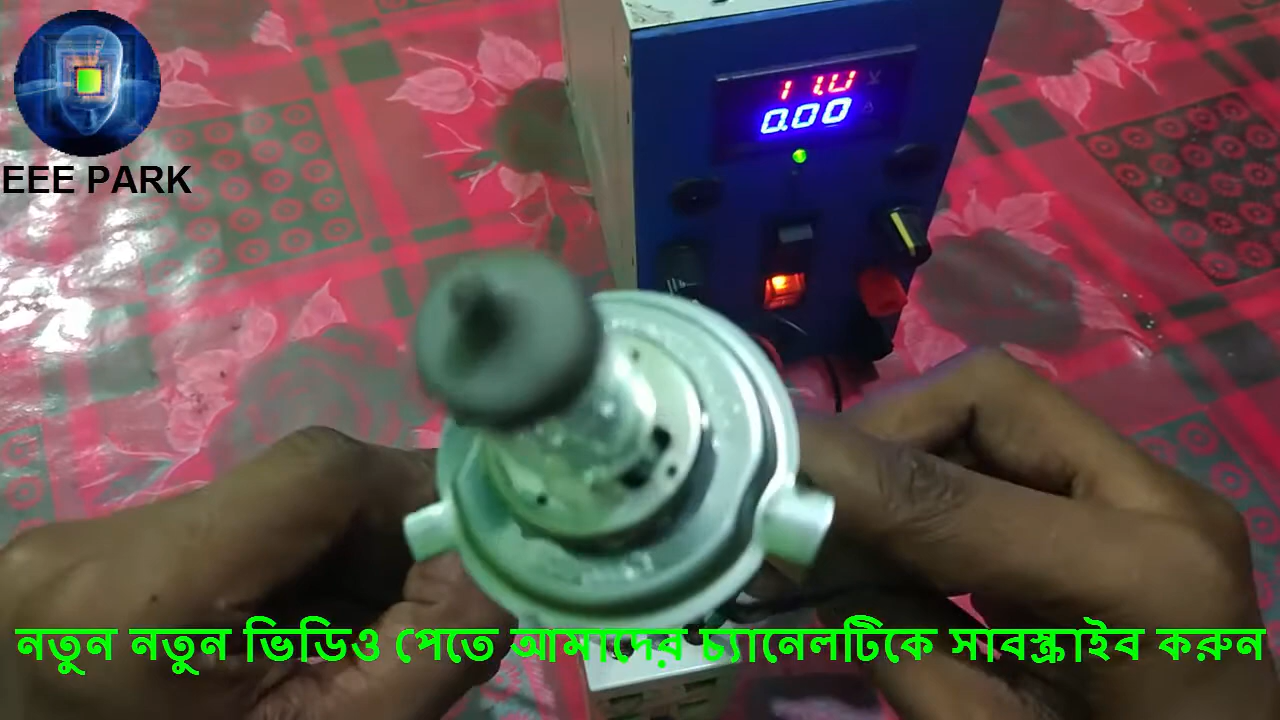 11.0 V
0.00 A
EEE PARK
নতুন নতুন ভিডিও পেতে আমাদের চ্যানেলটিকে সাবস্ক্রাইব করুন